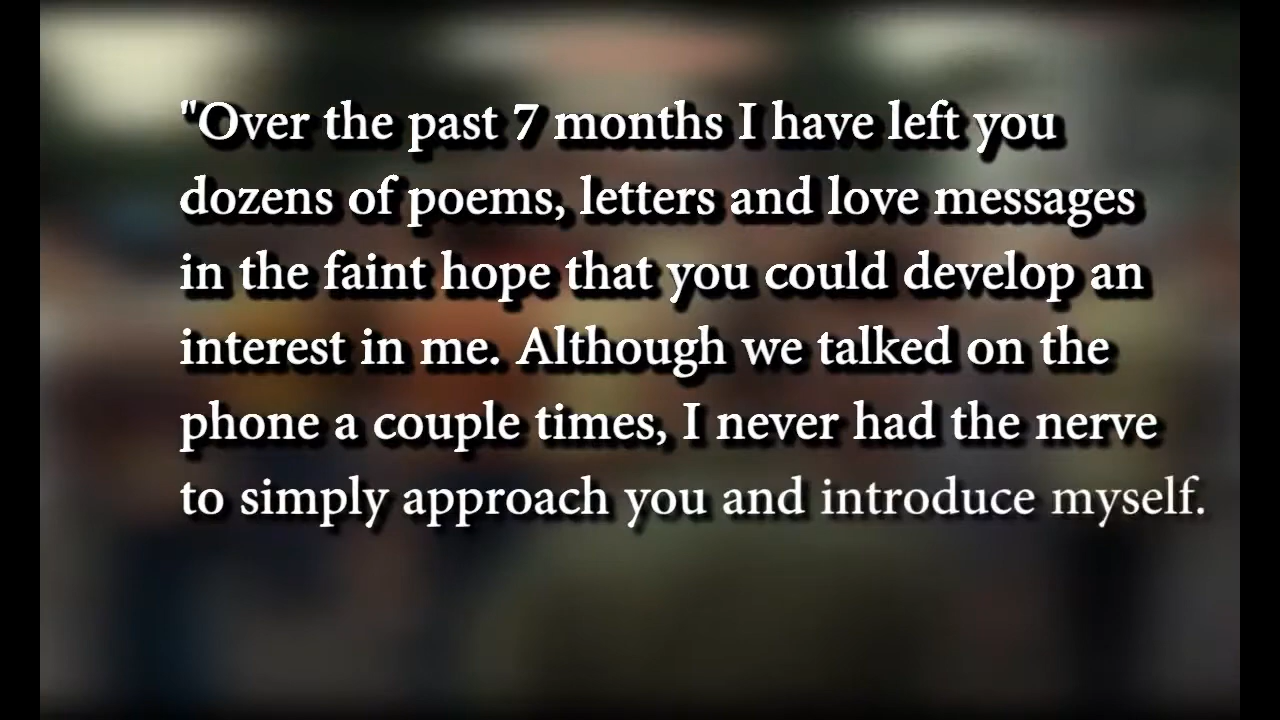 "Over the past 7 months I have left you
dozens of poems, letters and love messages
in the faint hope that you could develop an
interest in me. Although we talked on the
phone a couple times, I never had the nerve
to simply approach you and introduce myself.